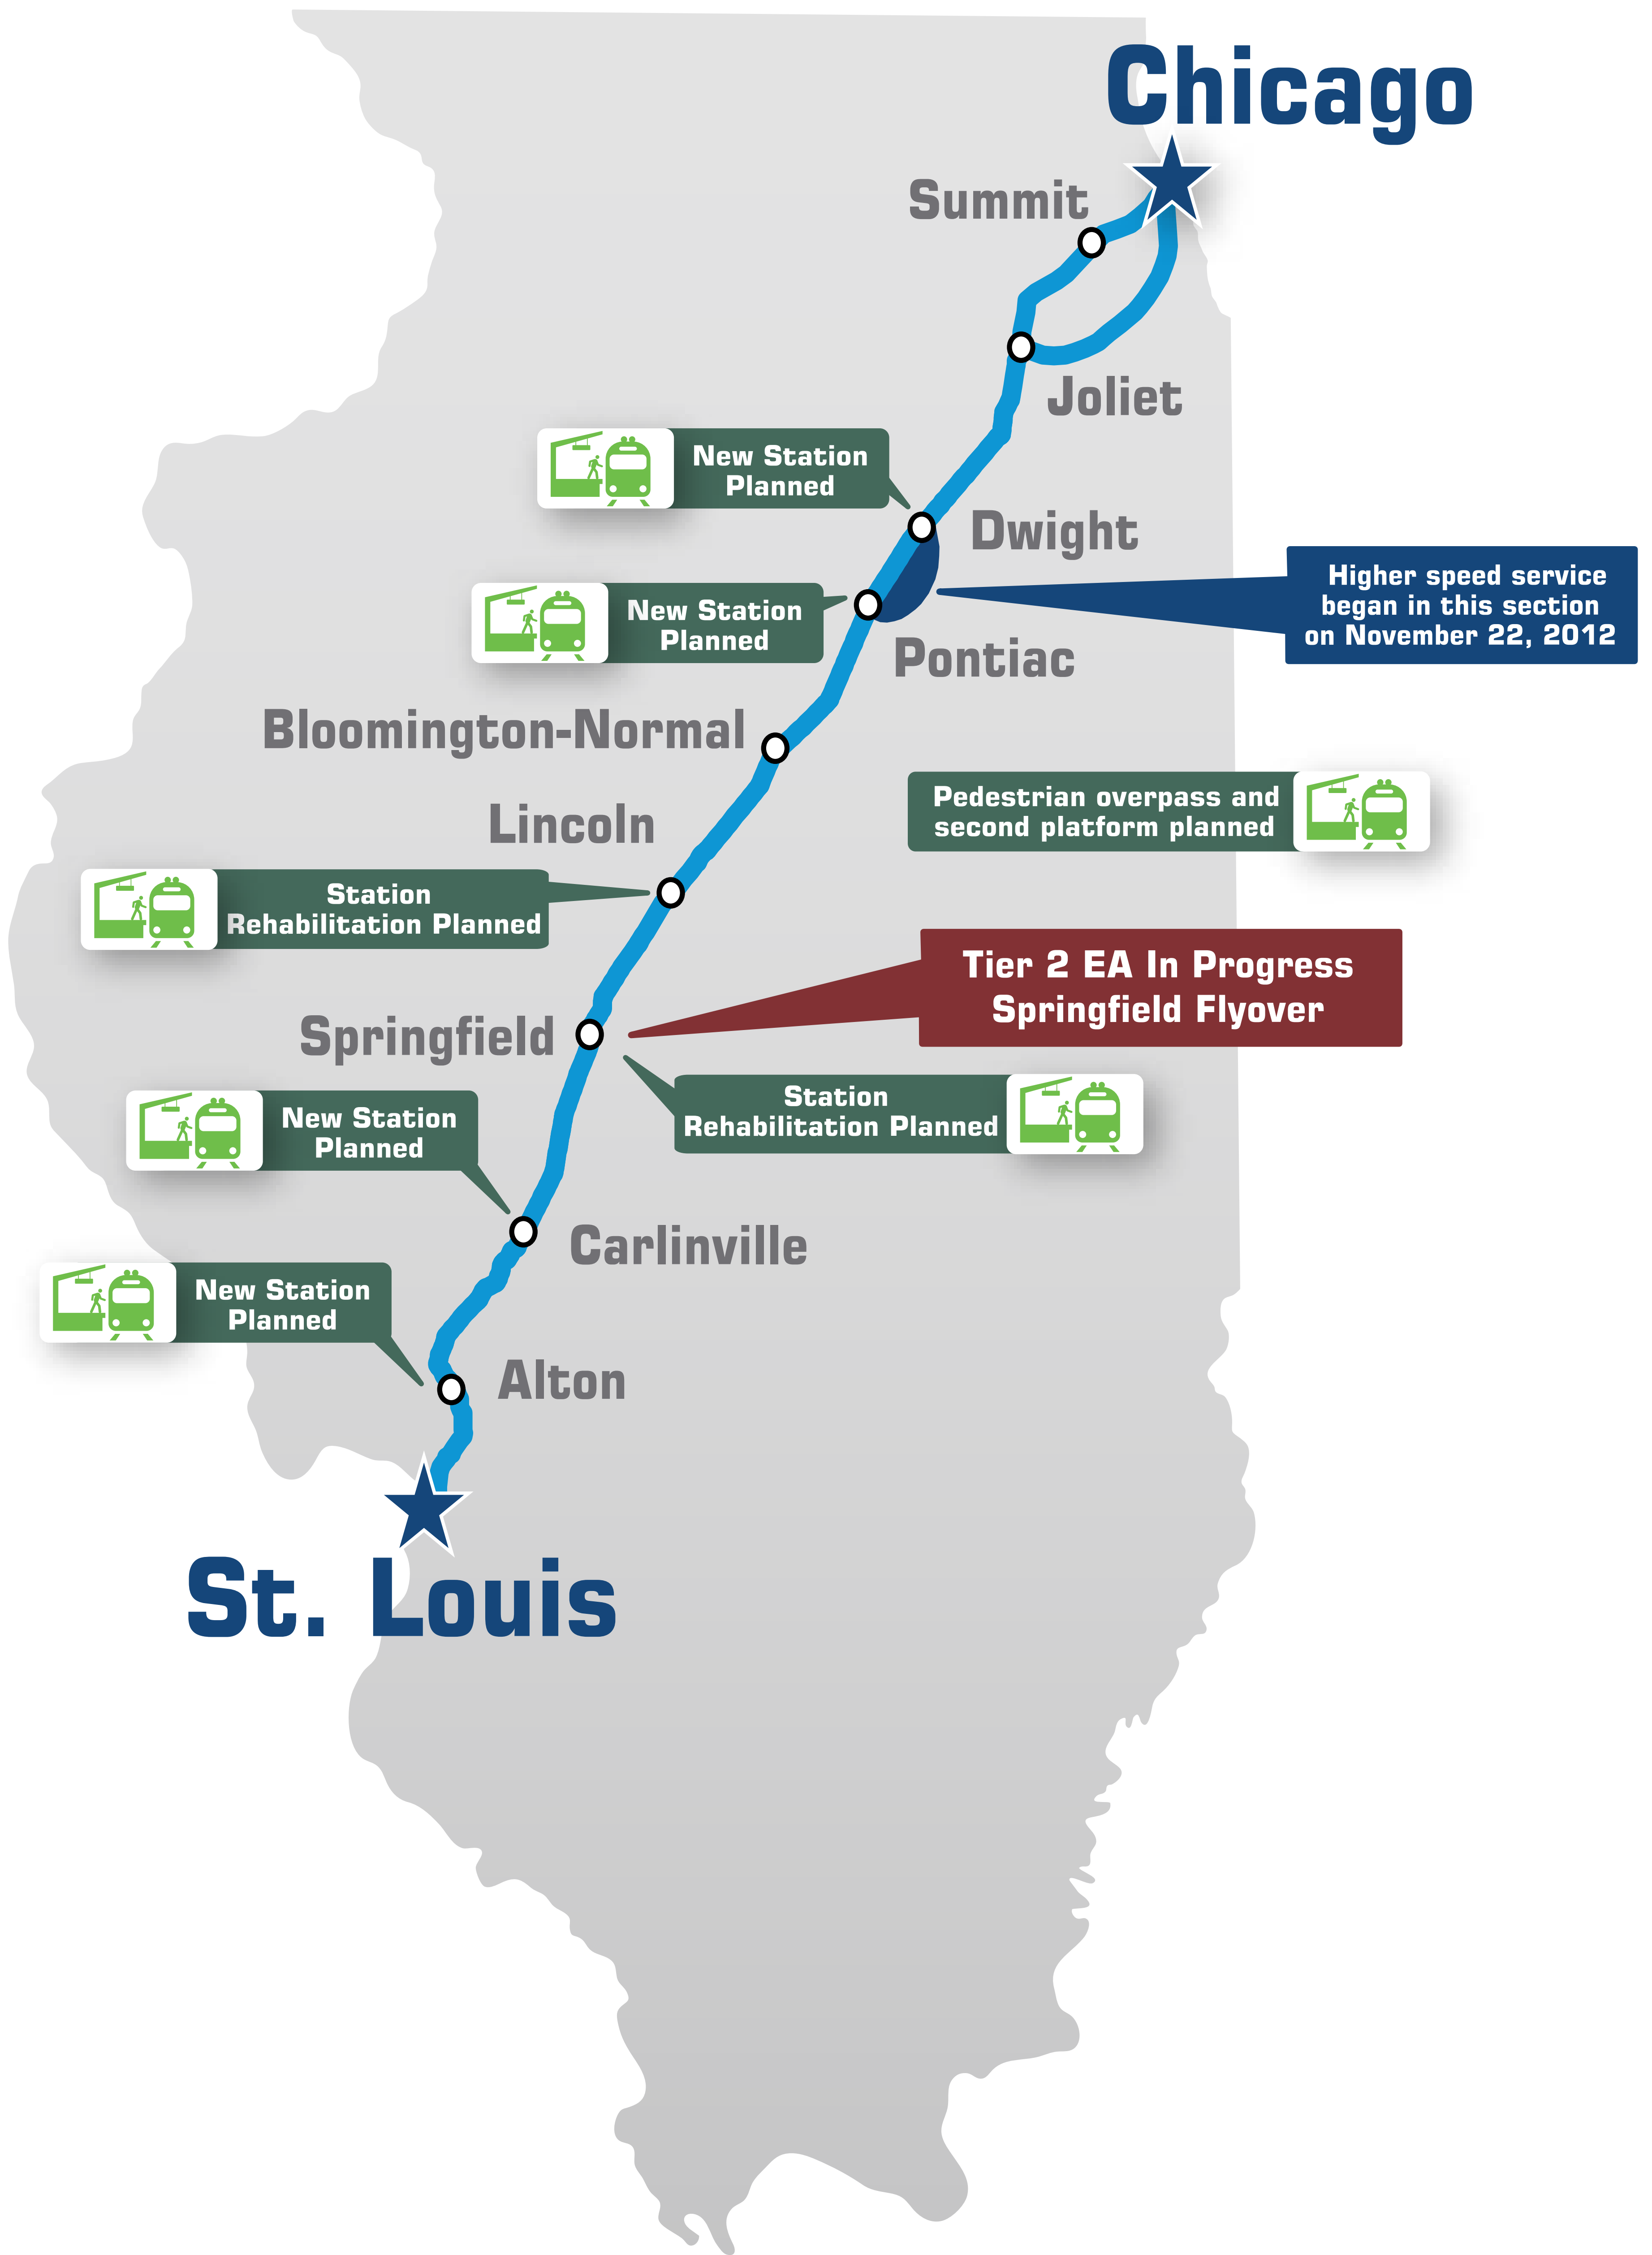 Chicago
Summit
Joliet
New Station
Planned
Dwight
Higher speed service
began in this section
on November 22, 2012
New Station
Planned
Pontiac
Bloomington-Normal
Pedestrian overpass and
second platform planned
Lincoln
Station
Rehabilitation Planned
Tier 2 EA In Progress
Springfield Flyover
Springfield
Station
Rehabilitation Planned
New Station
Planned
Carlinville
New Station
Planned
Alton
St. Louis